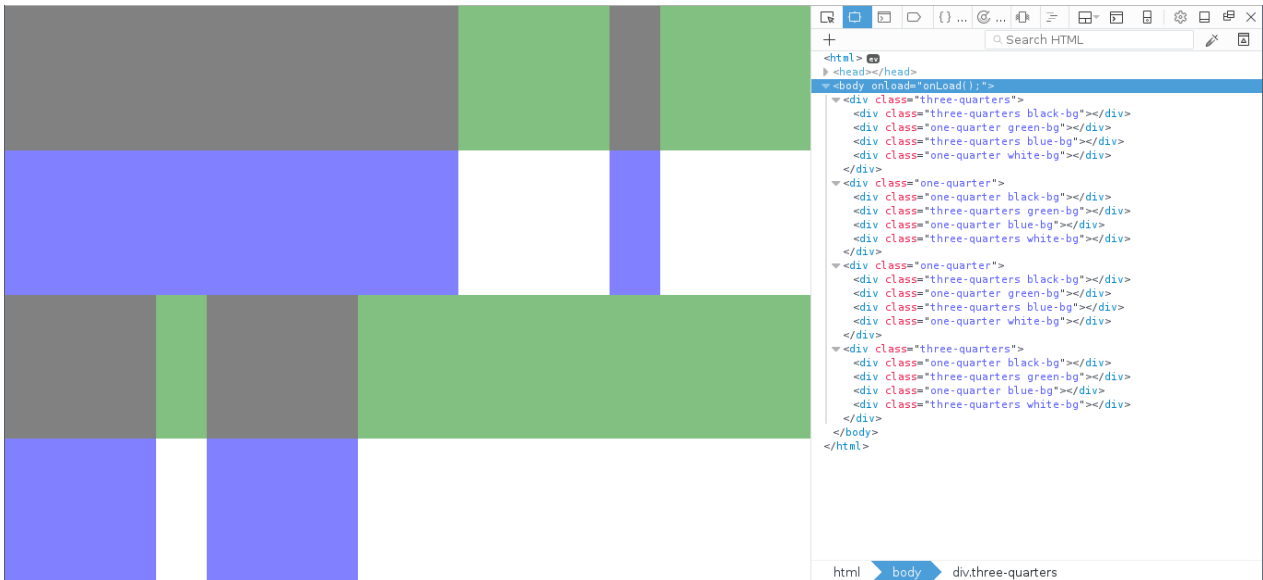 {} ...
...
+
Search HTML
<html> ev
<head></head>
<body onload="onLoad();">
<div class="three-quarters">
<div class="three-quarters black-bg"></div>
<div class="one-quarter green-bg"></div>
<div class="three-quarters blue-bg"></div>
<div class="one-quarter white-bg"></div>
</div>
<div class="one-quarter">
<div class="one-quarter black-bg"></div>
<div class="three-quarters green-bg"></div>
<div class="one-quarter blue-bg"></div>
<div class="three-quarters white-bg"></div>
</div>
<div class="one-quarter">
<div class="three-quarters black-bg"></div>
<div class="one-quarter green-bg"></div>
<div class="three-quarters blue-bg"></div>
<div class="one-quarter white-bg"></div>
</div>
<div class="three-quarters">
<div class="one-quarter black-bg"></div>
<div class="three-quarters green-bg"></div>
<div class="one-quarter blue-bg"></div>
<div class="three-quarters white-bg"></div>
</div>
</body>
</html>
html body div.three-quarters